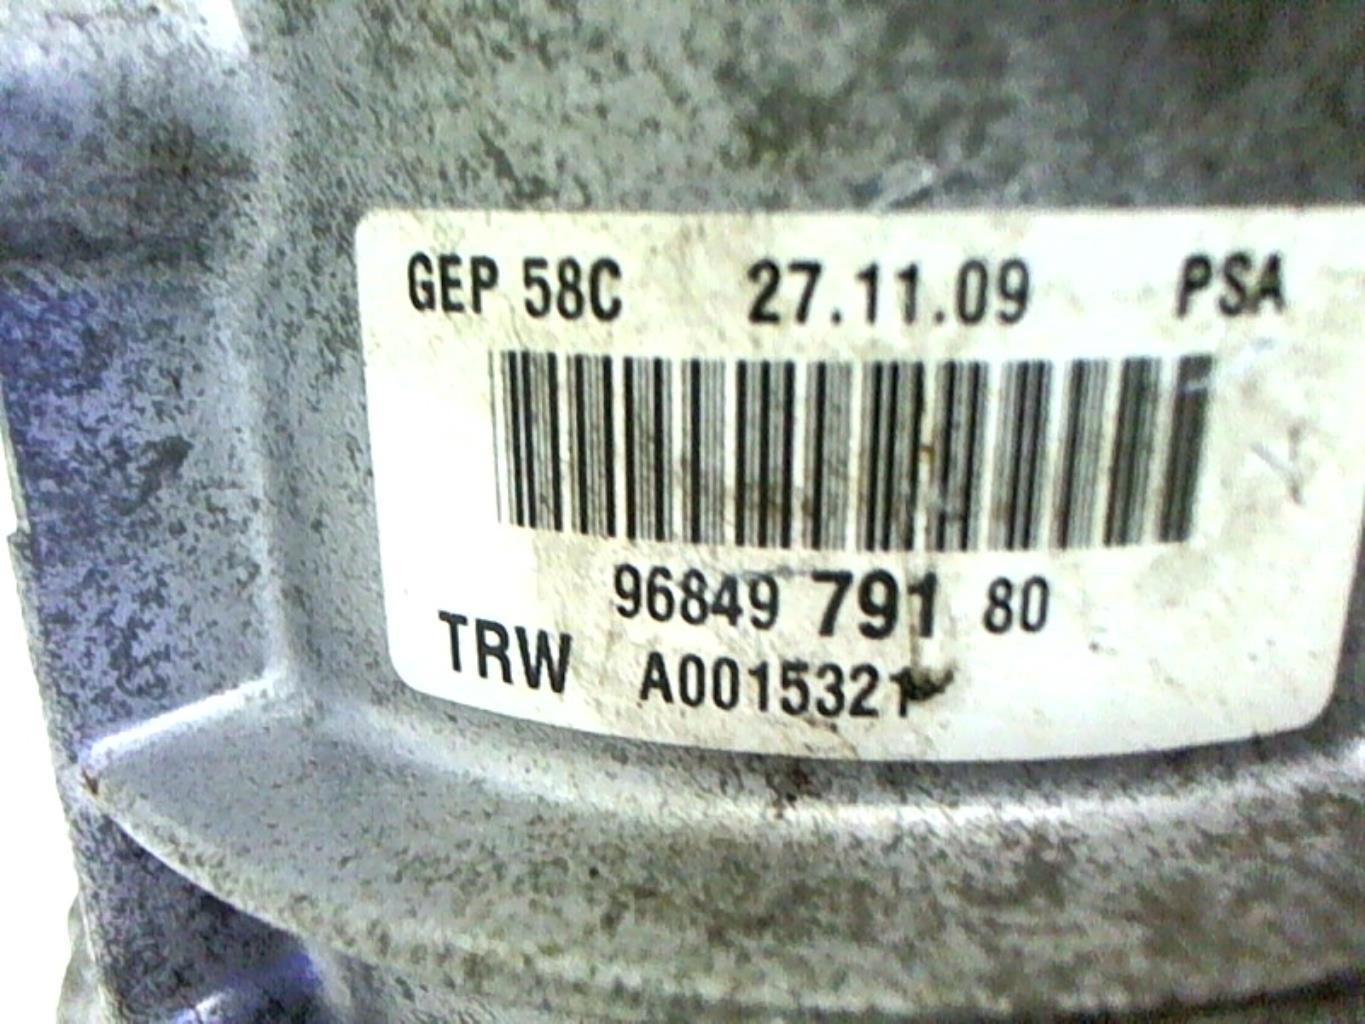 GEP 58C 27.11.09 PSA
96849 791 80
TRW A0015321